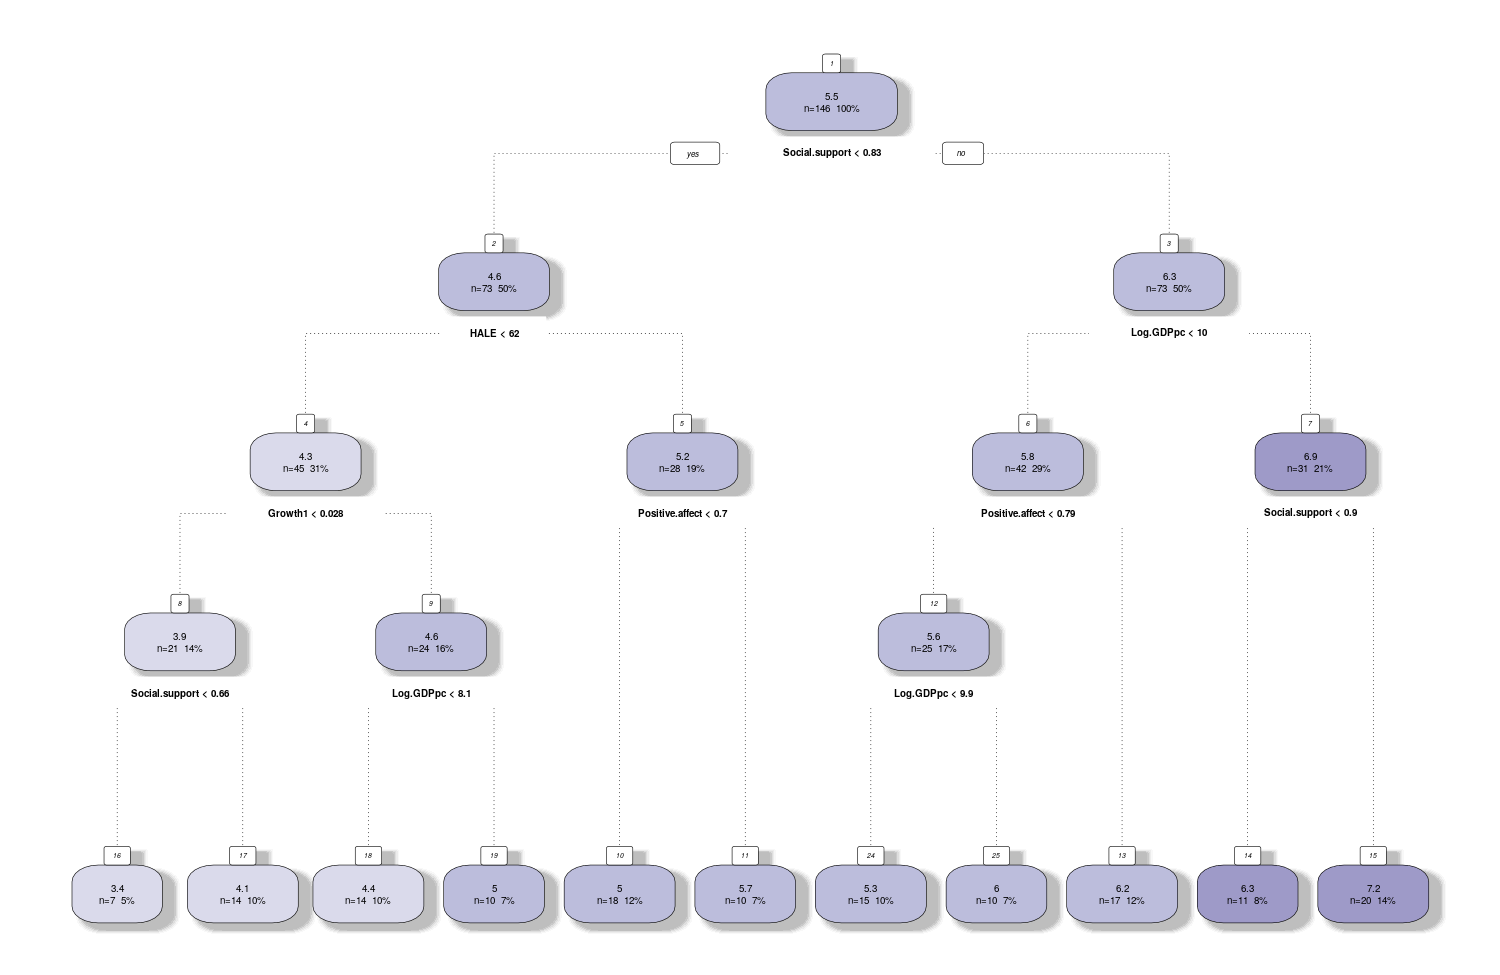 1
5.5
n=146 100%
yes
Social.support < 0.83
no
2
4.6
n=73 50%
3
6.3
n=73 50%
HALE < 62
Log.GDPpc < 10
4
4.3
n=45 31%
5
5.2
n=28 19%
6
5.8
n=42 29%
7
6.9
n=31 21%
Growth1 < 0.028
Positive.affect < 0.7
Positive.affect < 0.79
Social.support < 0.9
8
3.9
n=21 14%
9
4.6
n=24 16%
12
5.6
n=25 17%
Social.support < 0.66
Log.GDPpc < 8.1
Log.GDPpc < 9.9
16
3.4
n=7 5%
17
4.1
n=14 10%
18
4.4
n=14 10%
19
5
n=10 7%
10
5
n=18 12%
11
5.7
n=10 7%
24
5.3
n=15 10%
25
6
n=10 7%
13
6.2
n=17 12%
14
6.3
n=11 8%
15
7.2
n=20 14%